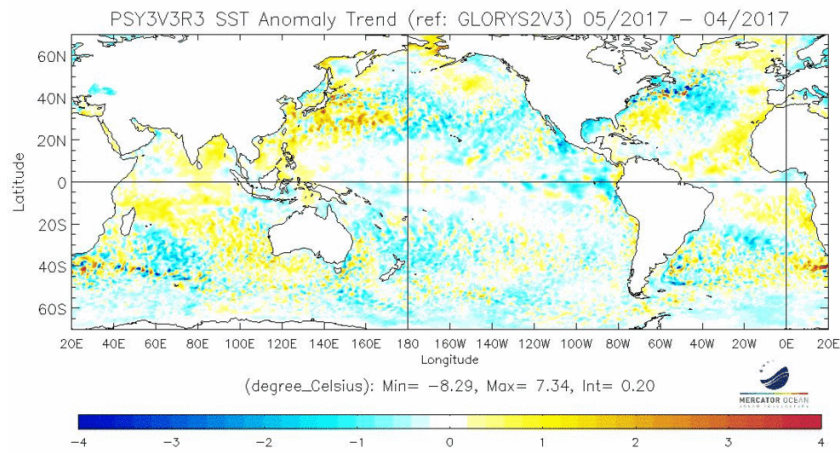 PSY3V3R3 SST Anomaly Trend (ref: GLORYS2V3) 05/2017 – 04/2017
60N
40N
20N
0
20S
40S
60S
Latitude
20E 40E 60E 80E 100E 120E 140E 160E 180 160W 140W 120W 100W 80W 60W 40W 20W 0 20E
Longitude
(degree_Celsius): Min= −8.29, Max= 7.34, Int= 0.20
MERCATOR OCEAN
−4 −3 −2 −1 0 1 2 3 4